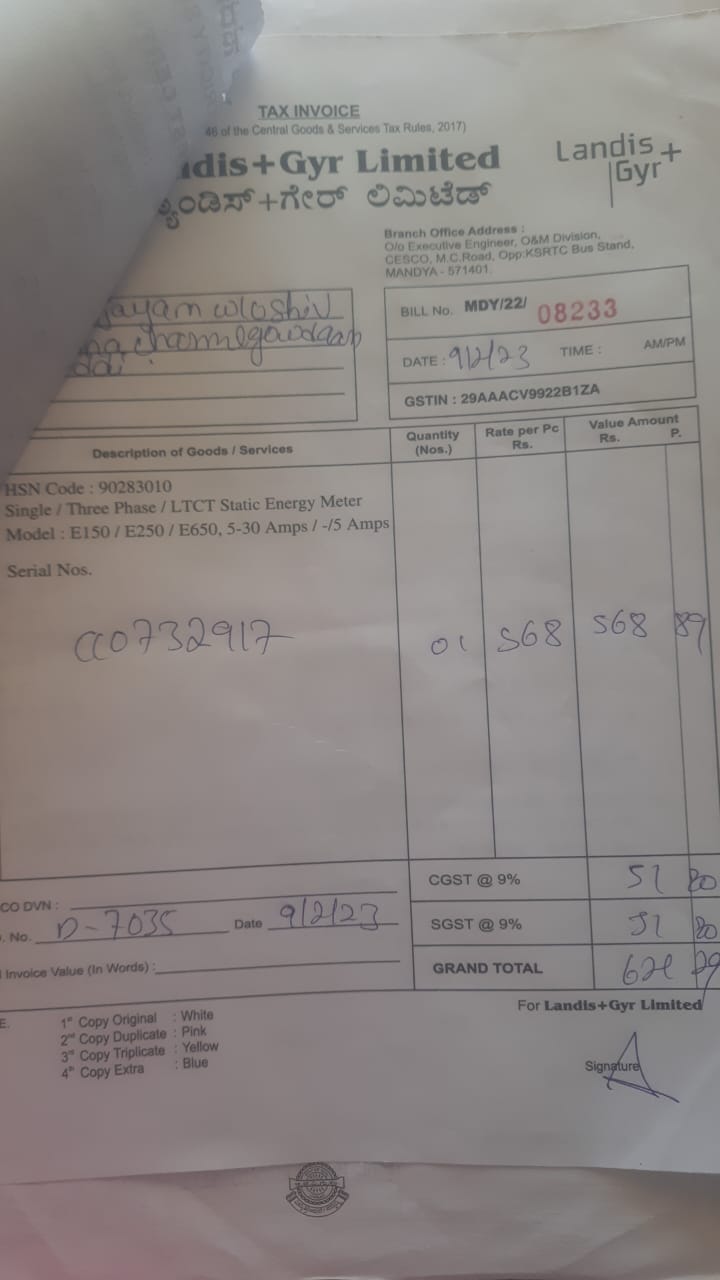 TAX INVOICE
46 of the Central Goods & Services Tax Rules, 2017)
ndis+Gyr Limited
Landis+
Gyr
ಲ್ಯಾಂಡಿಸ್+ಗೇರ್ ಲಿಮಿಟೆಡ್
Branch Office Address :
O/o Executive Engineer, O&M Division,
CESCO, M.C.Road, Opp:KSRTC Bus Stand,
MANDYA - 571401.
BILL No. MDY/22/ 08233
DATE : 9/2/23 TIME : AM/PM
GSTIN : 29AAACV9922B1ZA
Description of Goods / Services
Quantity (Nos.)
Rate per Pc Rs.
Value Amount Rs. P.
HSN Code : 90283010
Single / Three Phase / LTCT Static Energy Meter
Model : E150 / E250 / E650, 5-30 Amps / -/5 Amps
Serial Nos.
0732917 01 568 568 89
CGST @ 9% 51 20
CO DVN :
. No. D-7035 Date 9/2/23
SGST @ 9% 51 20
Invoice Value (In Words) :
GRAND TOTAL 29
For Landis+Gyr Limited
E.
1st Copy Original : White
2nd Copy Duplicate : Pink
3rd Copy Triplicate : Yellow
4th Copy Extra : Blue
Signature